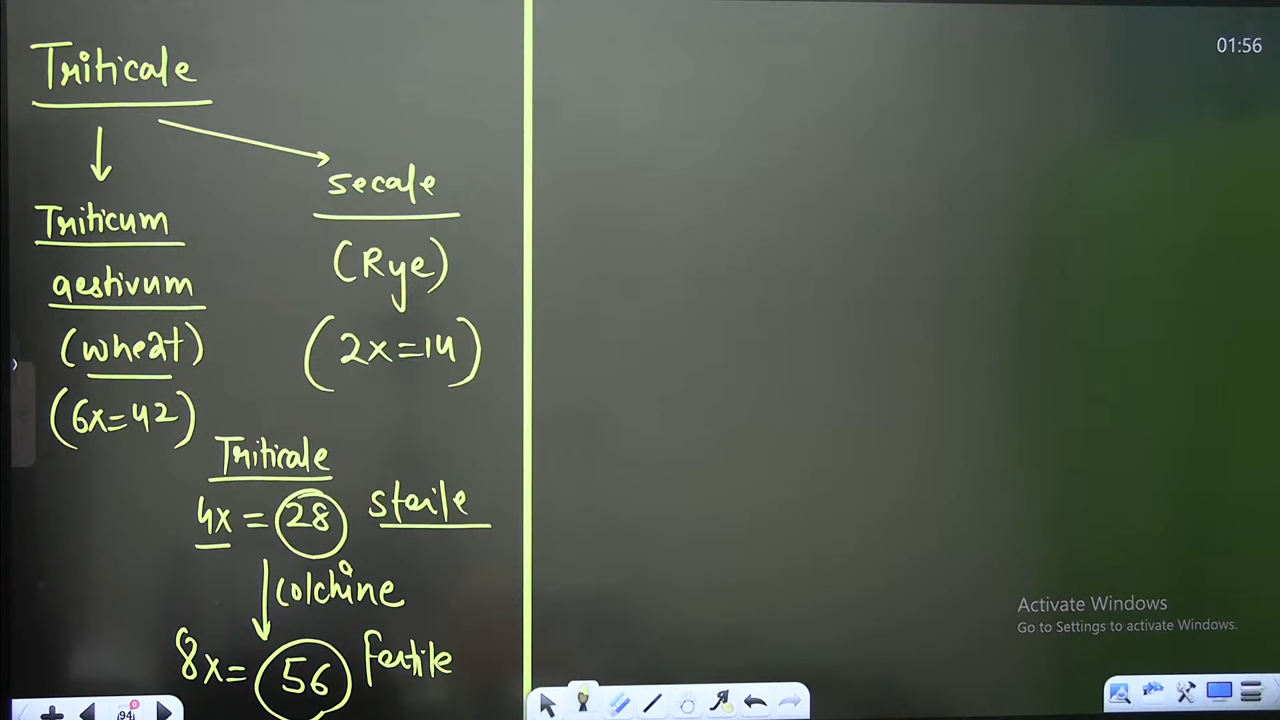 Triticale
Triticum
aestivum
(wheat)
(6x=42)
secale
(Rye)
(2x=14)
Triticale
4x = 28 sterile
colchine
8x= 56 fertile
01:56
Activate Windows
Go to Settings to activate Windows.
94